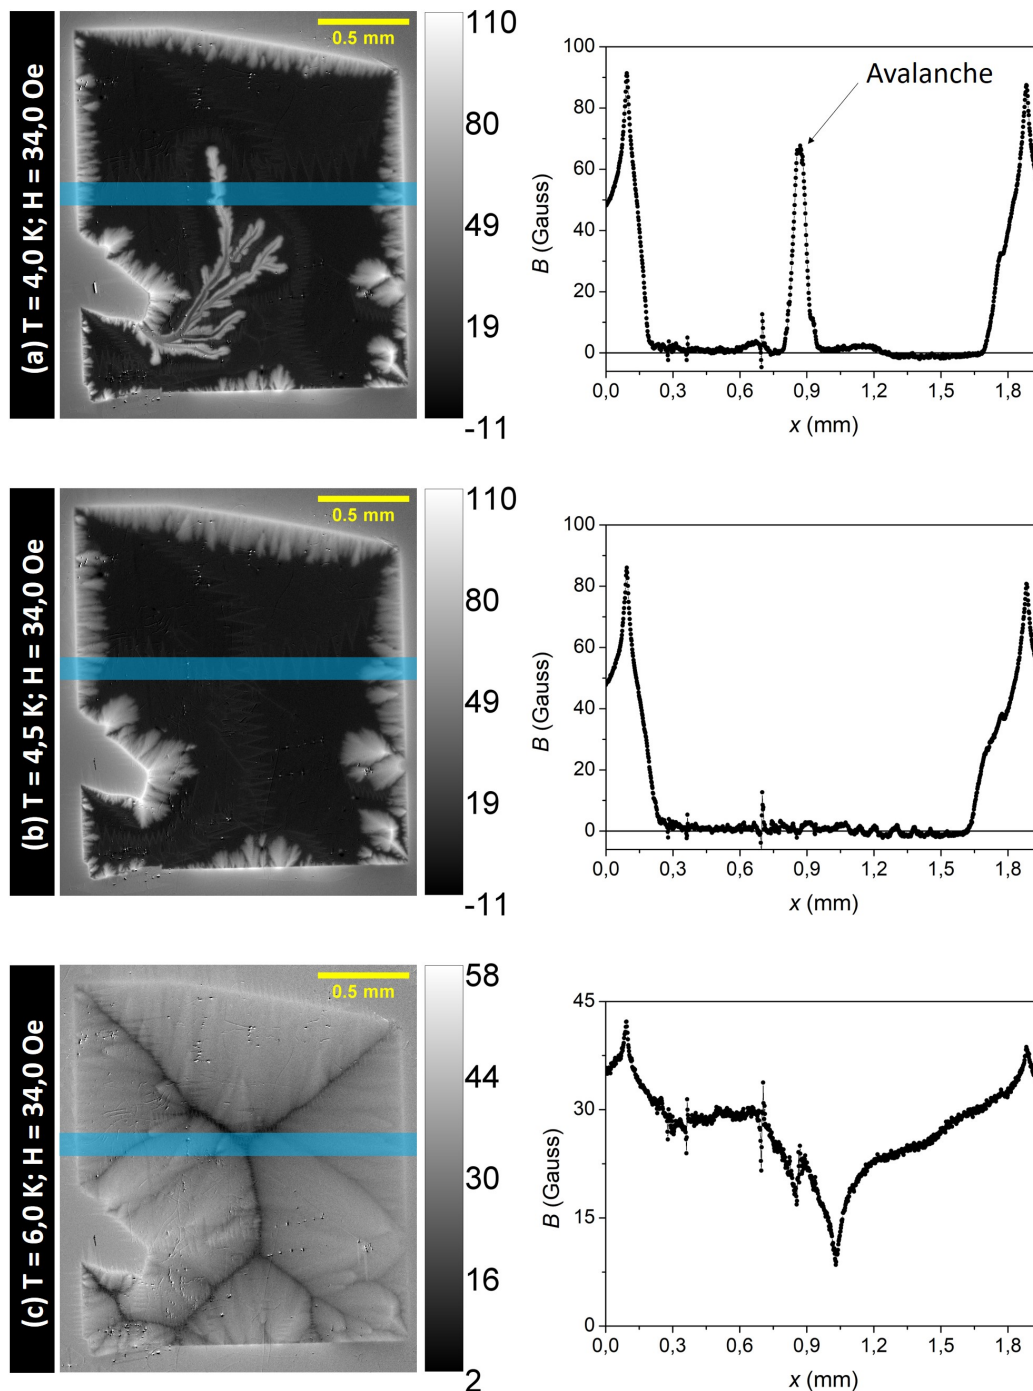 (a) T = 4,0 K; H = 34,0 Oe
0.5 mm
110
80
49
19
-11
100
80
60
40
20
0
B (Gauss)
Avalanche
0,0 0,3 0,6 0,9 1,2 1,5 1,8
x (mm)
(b) T = 4,5 K; H = 34,0 Oe
0.5 mm
110
80
49
19
-11
100
80
60
40
20
0
B (Gauss)
0,0 0,3 0,6 0,9 1,2 1,5 1,8
x (mm)
(c) T = 6,0 K; H = 34,0 Oe
0.5 mm
58
44
30
16
2
45
30
15
0
B (Gauss)
0,0 0,3 0,6 0,9 1,2 1,5 1,8
x (mm)